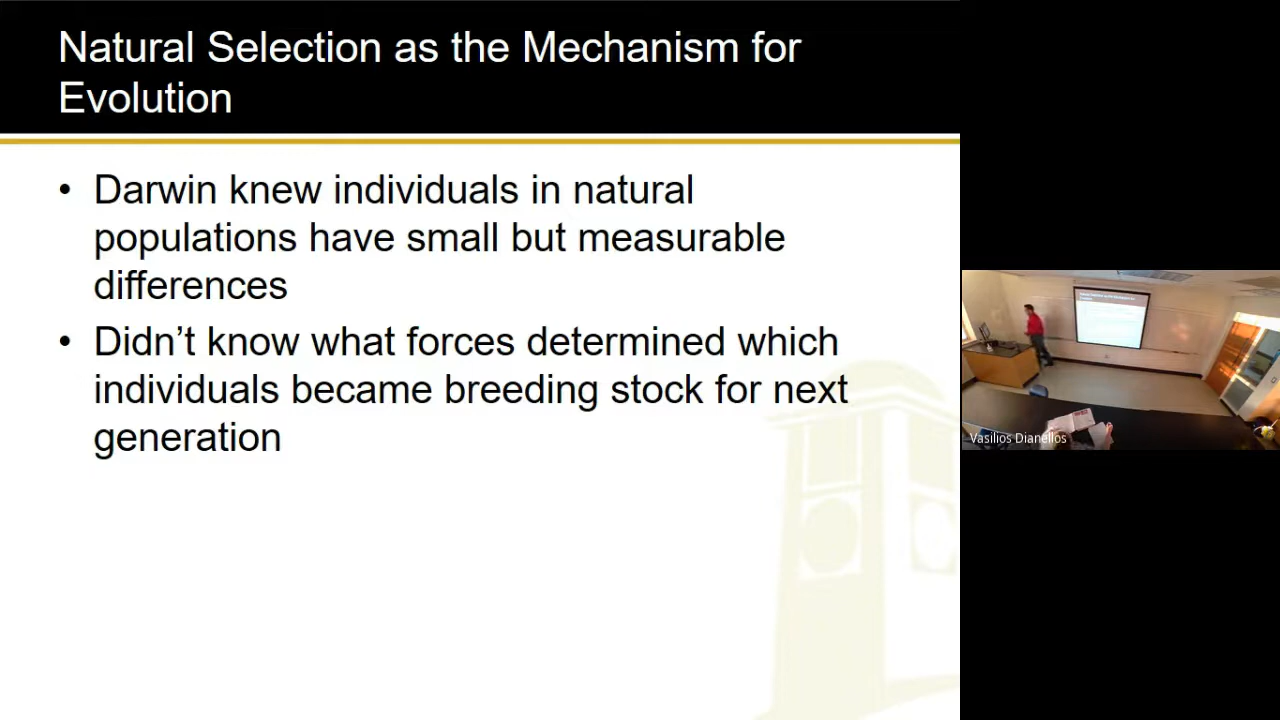 Natural Selection as the Mechanism for
Evolution
• Darwin knew individuals in natural
populations have small but measurable
differences
• Didn’t know what forces determined which
individuals became breeding stock for next
generation
Vasilios Dianellos